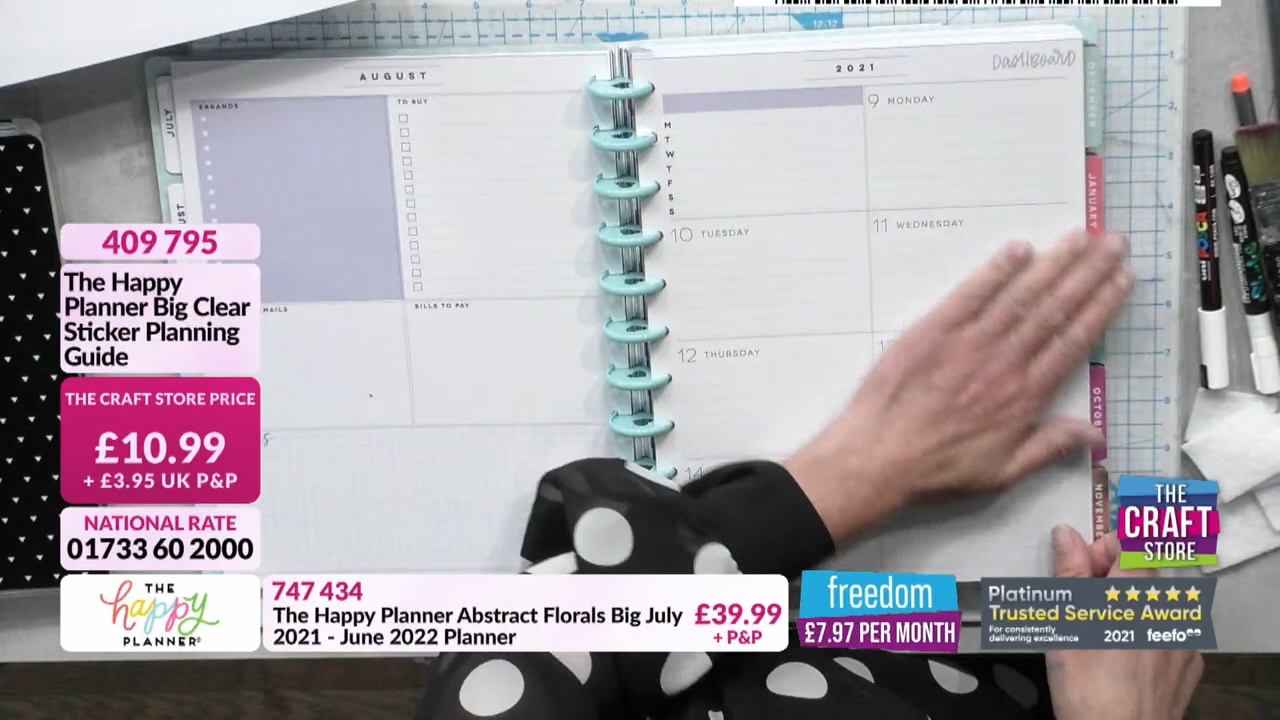 AUGUST
2021
DASHBOARD
ERRANDS
TO BUY
M
T
W
T
F
S
S
9 MONDAY
10 TUESDAY
11 WEDNESDAY
BILLS TO PAY
12 THURSDAY
14
JULY
JANUARY
409 795
The Happy
Planner Big Clear
Sticker Planning
Guide
THE CRAFT STORE PRICE
£10.99
+ £3.95 UK P&P
NATIONAL RATE
01733 60 2000
THE
happy
PLANNER®
747 434
The Happy Planner Abstract Florals Big July
2021 - June 2022 Planner
£39.99
+ P&P
freedom
£7.97 PER MONTH
THE
CRAFT
STORE
Platinum
Trusted Service Award
For consistently
delivering excellence
2021 feefo